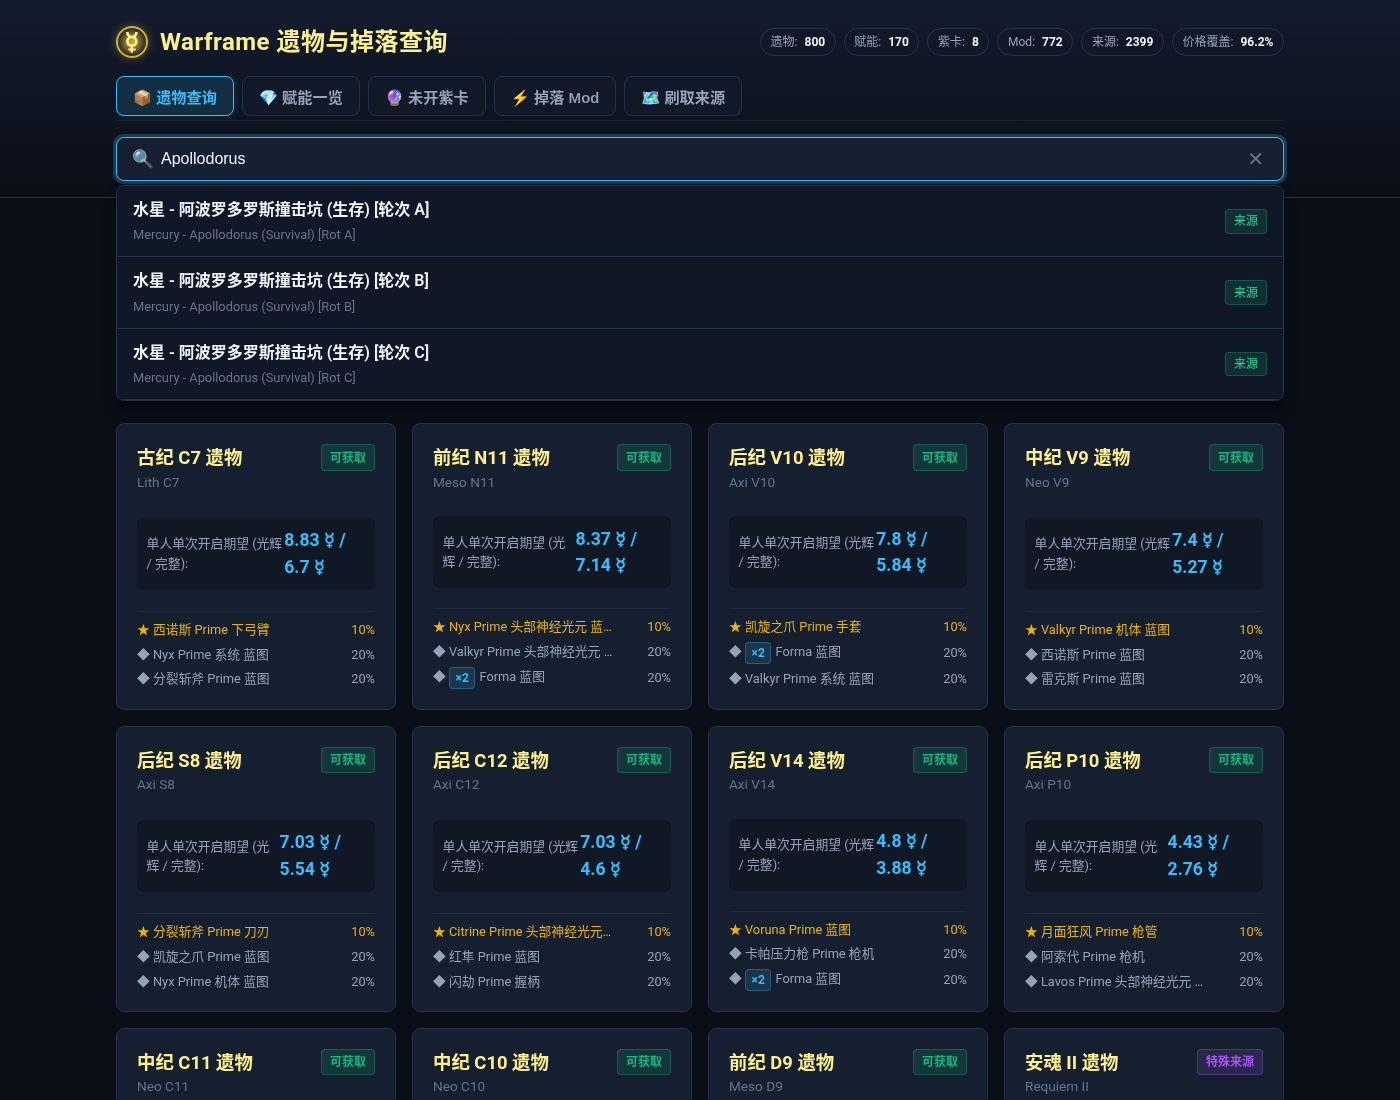 ☿ Warframe 遗物与掉落查询
遗物: 800
赋能: 170
紫卡: 8
Mod: 772
来源: 2399
价格覆盖: 96.2%
📦 遗物查询
💎 赋能一览
🔮 未开紫卡
⚡ 掉落 Mod
🗺️ 刷取来源
🔍 Apollodorus ✕
水星 - 阿波罗多罗斯撞击坑 (生存) [轮次 A]
Mercury - Apollodorus (Survival) [Rot A]
来源
水星 - 阿波罗多罗斯撞击坑 (生存) [轮次 B]
Mercury - Apollodorus (Survival) [Rot B]
来源
水星 - 阿波罗多罗斯撞击坑 (生存) [轮次 C]
Mercury - Apollodorus (Survival) [Rot C]
来源
古纪 C7 遗物 可获取
Lith C7
单人单次开启期望 (光辉
/ 完整):
8.83 ☿ /
6.7 ☿
★ 西诺斯 Prime 下弓臂 10%
◆ Nyx Prime 系统 蓝图 20%
◆ 分裂斩斧 Prime 蓝图 20%
前纪 N11 遗物 可获取
Meso N11
单人单次开启期望 (光
辉 / 完整):
8.37 ☿ /
7.14 ☿
★ Nyx Prime 头部神经光元 蓝... 10%
◆ Valkyr Prime 头部神经光元 ... 20%
◆ ×2 Forma 蓝图 20%
后纪 V10 遗物 可获取
Axi V10
单人单次开启期望 (光辉
/ 完整):
7.8 ☿ /
5.84 ☿
★ 凯旋之爪 Prime 手套 10%
◆ ×2 Forma 蓝图 20%
◆ Valkyr Prime 系统 蓝图 20%
中纪 V9 遗物 可获取
Neo V9
单人单次开启期望 (光辉
/ 完整):
7.4 ☿ /
5.27 ☿
★ Valkyr Prime 机体 蓝图 10%
◆ 西诺斯 Prime 蓝图 20%
◆ 雷克斯 Prime 蓝图 20%
后纪 S8 遗物 可获取
Axi S8
单人单次开启期望 (光
辉 / 完整):
7.03 ☿ /
5.54 ☿
★ 分裂斩斧 Prime 刀刃 10%
◆ 凯旋之爪 Prime 蓝图 20%
◆ Nyx Prime 机体 蓝图 20%
后纪 C12 遗物 可获取
Axi C12
单人单次开启期望 (光辉
/ 完整):
7.03 ☿ /
4.6 ☿
★ Citrine Prime 头部神经光元... 10%
◆ 红隼 Prime 蓝图 20%
◆ 闪劫 Prime 握柄 20%
后纪 V14 遗物 可获取
Axi V14
单人单次开启期望 (光辉
/ 完整):
4.8 ☿ /
3.88 ☿
★ Voruna Prime 蓝图 10%
◆ 卡帕压力枪 Prime 枪机 20%
◆ ×2 Forma 蓝图 20%
后纪 P10 遗物 可获取
Axi P10
单人单次开启期望 (光
辉 / 完整):
4.43 ☿ /
2.76 ☿
★ 月面狂风 Prime 枪管 10%
◆ 阿索代 Prime 枪机 20%
◆ Lavos Prime 头部神经光元 ... 20%
中纪 C11 遗物 可获取
Neo C11
中纪 C10 遗物 可获取
Neo C10
前纪 D9 遗物 可获取
Meso D9
安魂 II 遗物 特殊来源
Requiem II